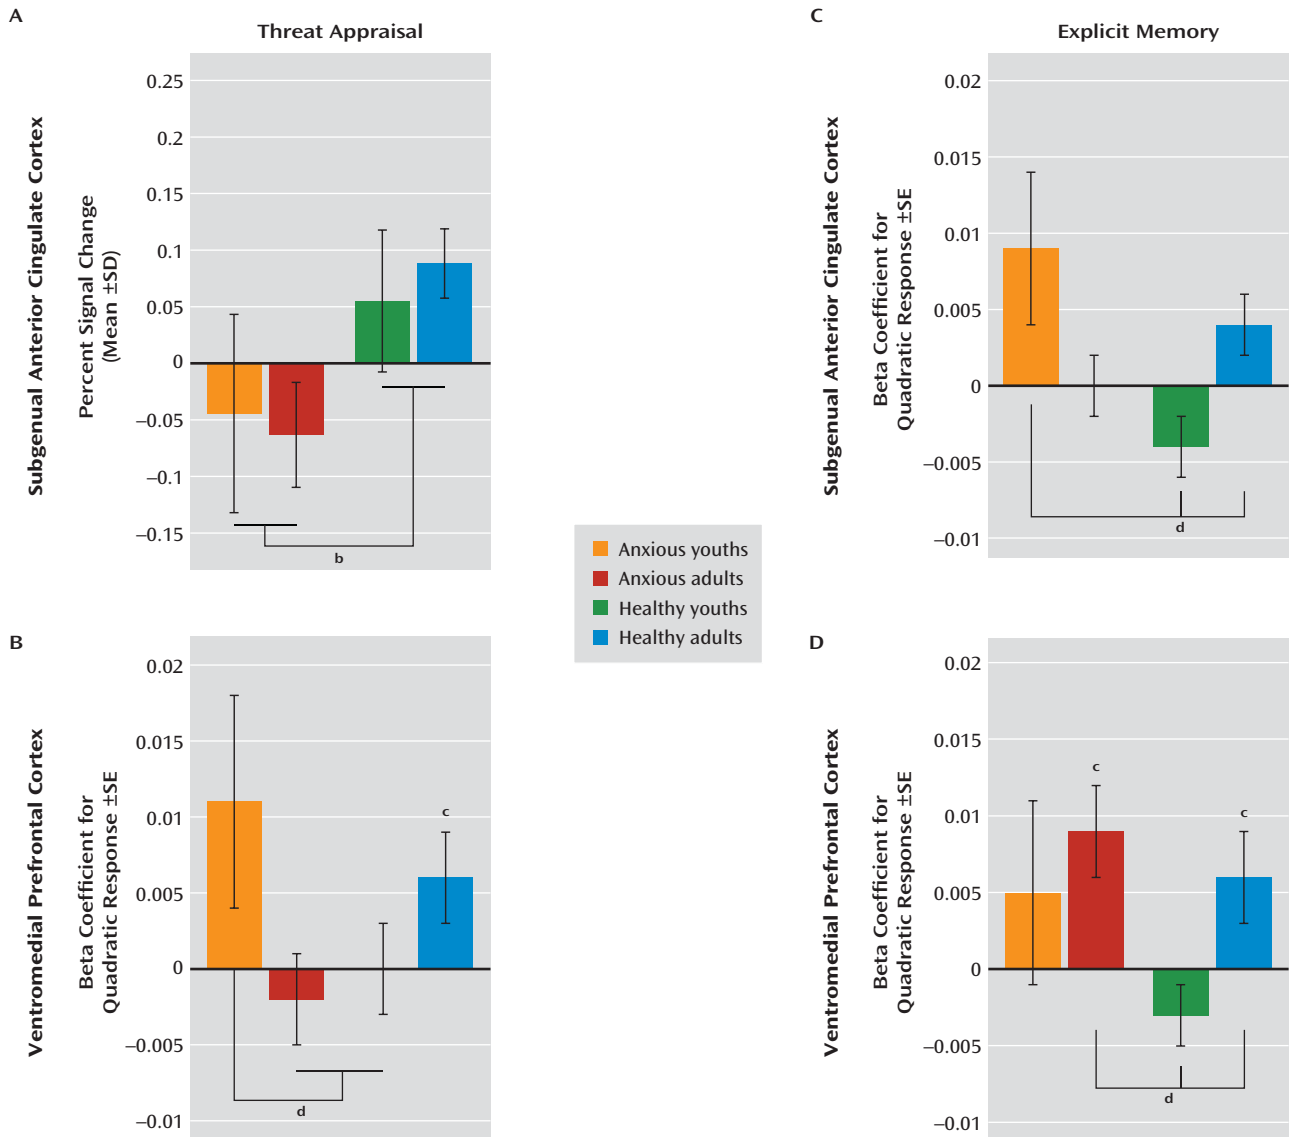 A
Threat Appraisal
Subgenual Anterior Cingulate Cortex
Percent Signal Change
(Mean ±SD)
0.25
0.2
0.15
0.1
0.05
0
–0.05
–0.1
–0.15
b
C
Explicit Memory
Subgenual Anterior Cingulate Cortex
Beta Coefficient for
Quadratic Response ±SE
0.02
0.015
0.01
0.005
0
–0.005
–0.01
d
Anxious youths
Anxious adults
Healthy youths
Healthy adults
B
Ventromedial Prefrontal Cortex
Beta Coefficient for
Quadratic Response ±SE
0.02
0.015
0.01
0.005
0
–0.005
–0.01
c
d
D
Ventromedial Prefrontal Cortex
Beta Coefficient for
Quadratic Response ±SE
0.02
0.015
0.01
0.005
0
–0.005
–0.01
c
c
d